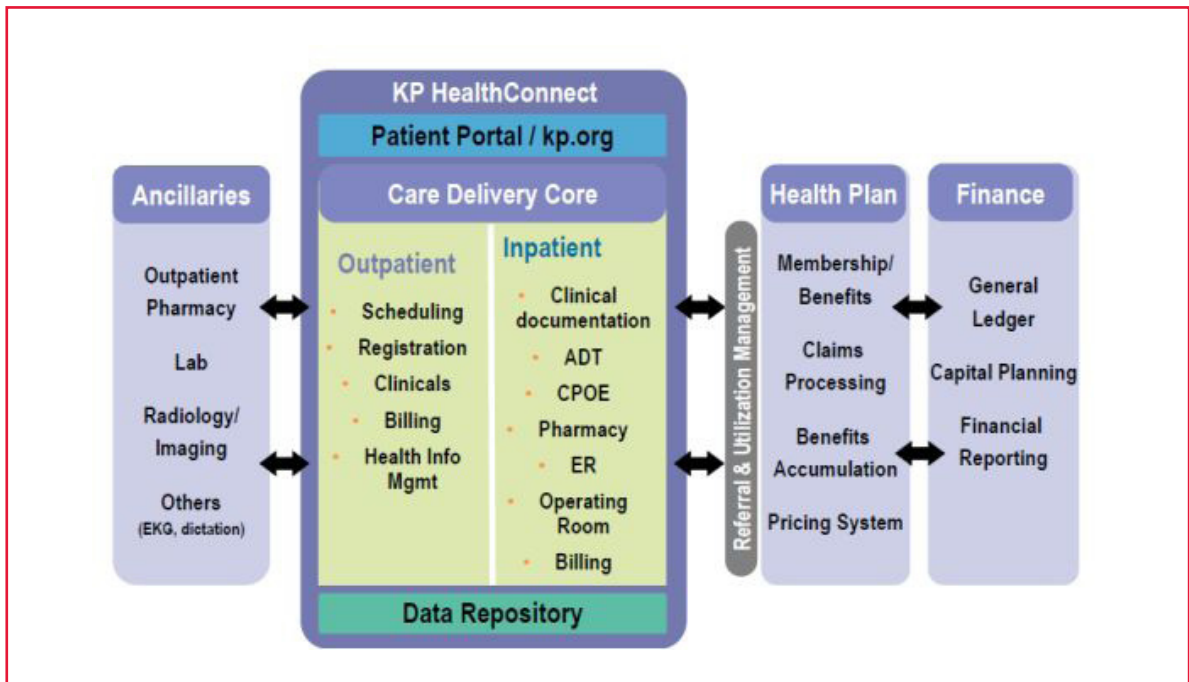 KP HealthConnect
Patient Portal / kp.org
Ancillaries
Outpatient
Pharmacy
Lab
Radiology/
Imaging
Others
(EKG, dictation)
Care Delivery Core
Outpatient
• Scheduling
• Registration
• Clinicals
• Billing
• Health Info
Mgmt
Inpatient
• Clinical
documentation
• ADT
• CPOE
• Pharmacy
• ER
• Operating
Room
• Billing
Data Repository
Referral & Utilization Management
Health Plan
Membership/
Benefits
Claims
Processing
Benefits
Accumulation
Pricing System
Finance
General
Ledger
Capital Planning
Financial
Reporting